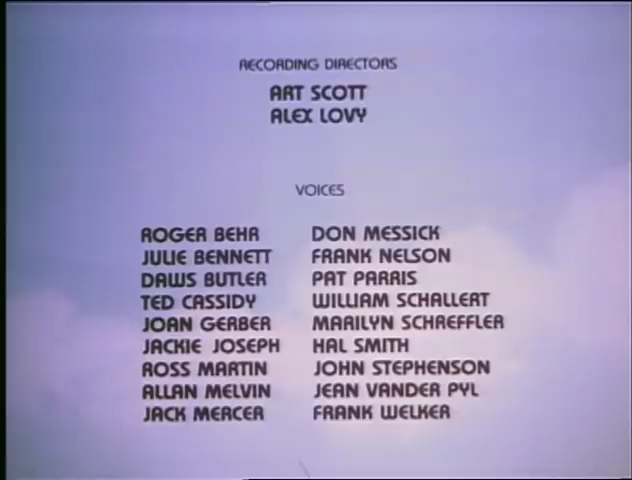 RECORDING DIRECTORS
ART SCOTT
ALEX LOVY
VOICES
ROGER BEHR DON MESSICK
JULIE BENNETT FRANK NELSON
DAWS BUTLER PAT PARRIS
TED CASSIDY WILLIAM SCHALLERT
JOAN GERBER MARILYN SCHREFFLER
JACKIE JOSEPH HAL SMITH
ROSS MARTIN JOHN STEPHENSON
ALLAN MELVIN JEAN VANDER PYL
JACK MERCER FRANK WELKER